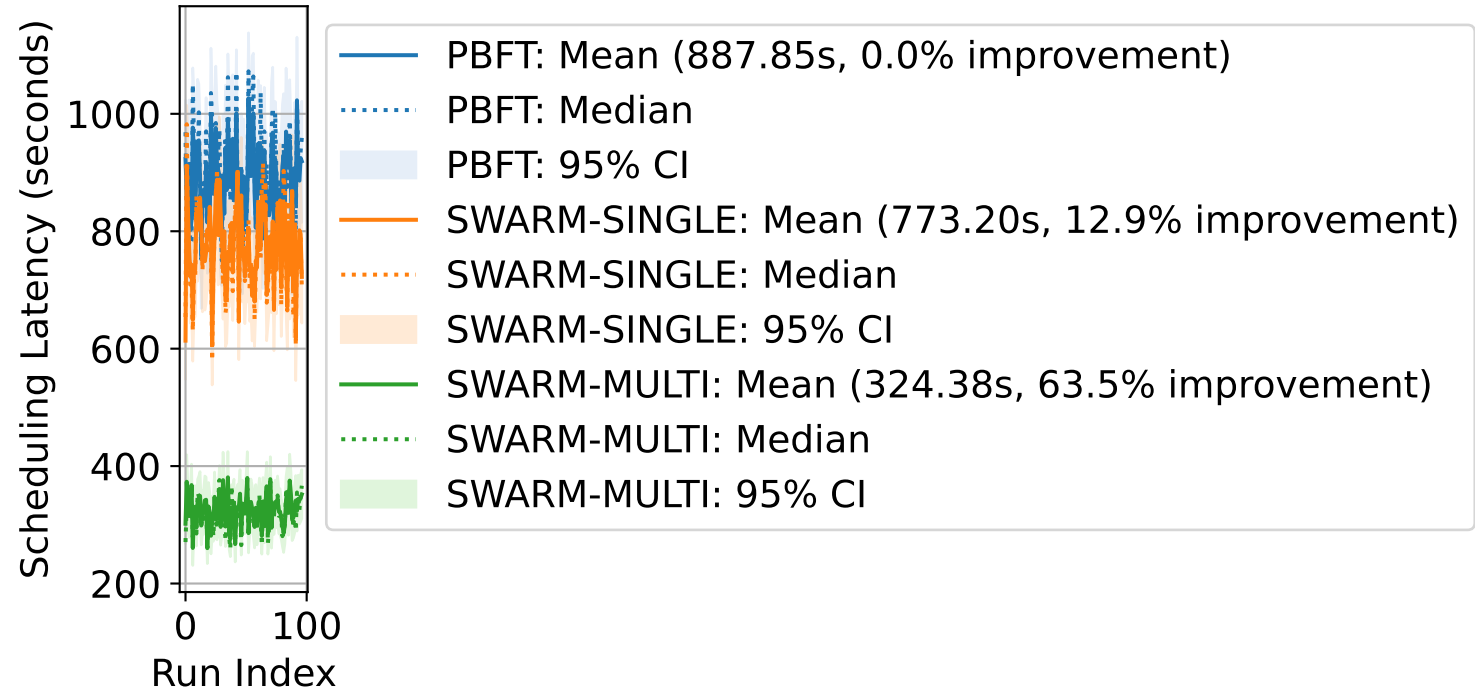 Scheduling Latency (seconds)
1000
800
600
400
200
0 100
Run Index
PBFT: Mean (887.85s, 0.0% improvement)
PBFT: Median
PBFT: 95% CI
SWARM-SINGLE: Mean (773.20s, 12.9% improvement)
SWARM-SINGLE: Median
SWARM-SINGLE: 95% CI
SWARM-MULTI: Mean (324.38s, 63.5% improvement)
SWARM-MULTI: Median
SWARM-MULTI: 95% CI